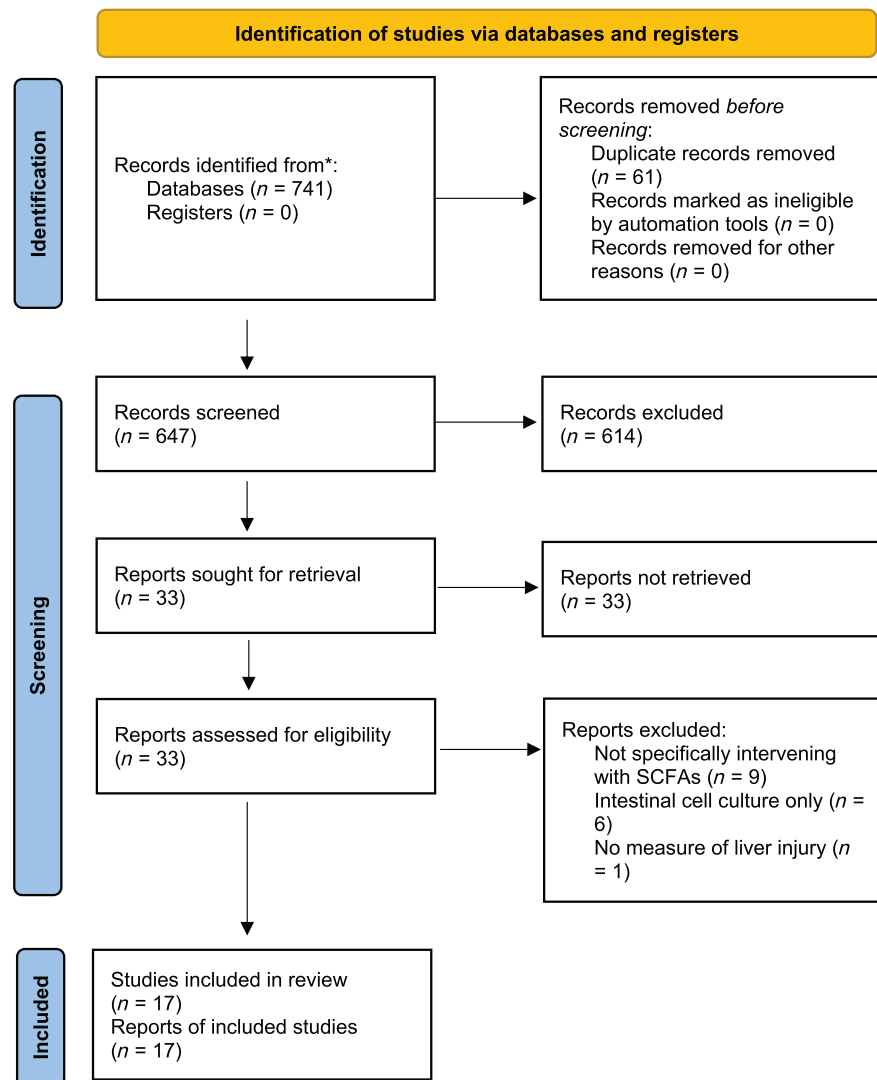 Identification of studies via databases and registers
Identification
Records identified from*:
Databases (n = 741)
Registers (n = 0)
Records removed before
screening:
Duplicate records removed
(n = 61)
Records marked as ineligible
by automation tools (n = 0)
Records removed for other
reasons (n = 0)
Screening
Records screened
(n = 647)
Records excluded
(n = 614)
Reports sought for retrieval
(n = 33)
Reports not retrieved
(n = 33)
Reports assessed for eligibility
(n = 33)
Reports excluded:
Not specifically intervening
with SCFAs (n = 9)
Intestinal cell culture only (n =
6)
No measure of liver injury (n
= 1)
Included
Studies included in review
(n = 17)
Reports of included studies
(n = 17)